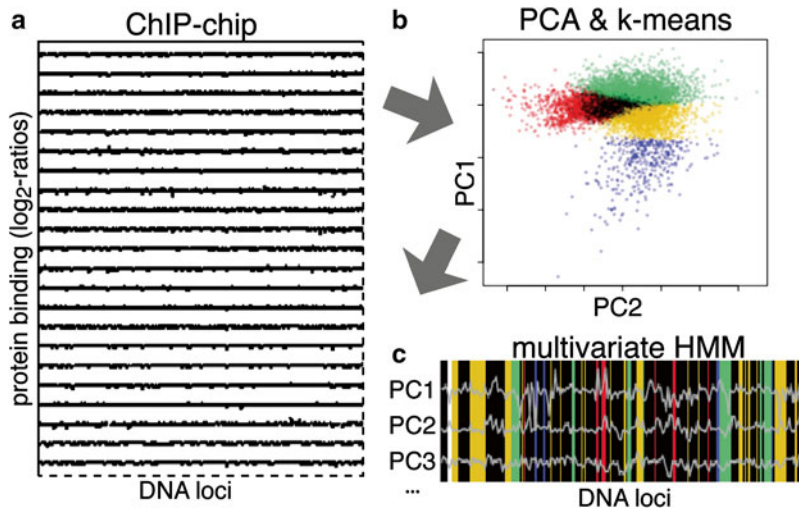 a
ChIP-chip
protein binding (log₂-ratios)
DNA loci
b
PCA & k-means
PC1
PC2
c
multivariate HMM
PC1
PC2
PC3
...
DNA loci